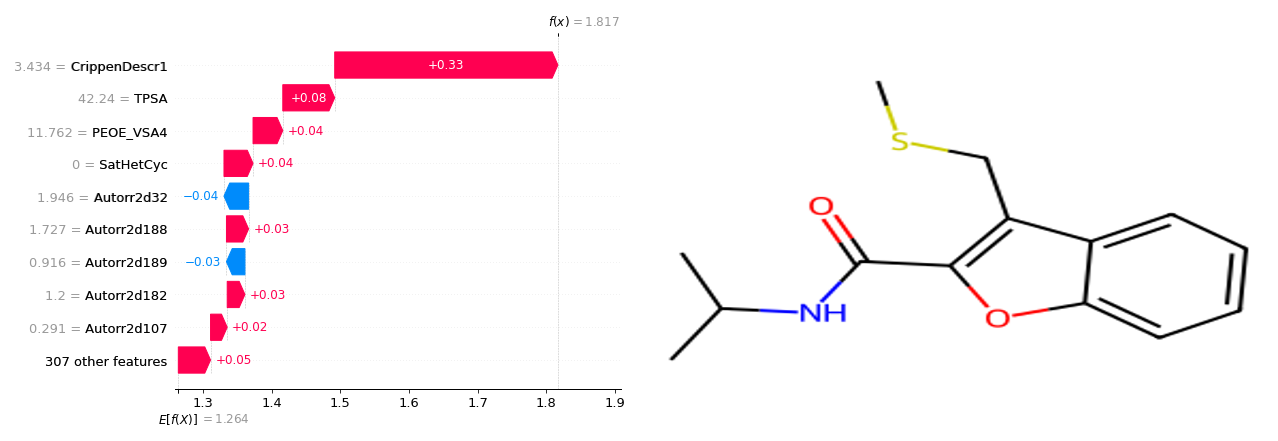 f(x) = 1.817
3.434 = CrippenDescr1 +0.33
42.24 = TPSA +0.08
11.762 = PEOE_VSA4 +0.04
0 = SatHetCyc +0.04
1.946 = Autorr2d32 −0.04
1.727 = Autorr2d188 +0.03
0.916 = Autorr2d189 −0.03
1.2 = Autorr2d182 +0.03
0.291 = Autorr2d107 +0.02
307 other features +0.05
1.3 1.4 1.5 1.6 1.7 1.8 1.9
E[f(X)] = 1.264
S
O
NH
O